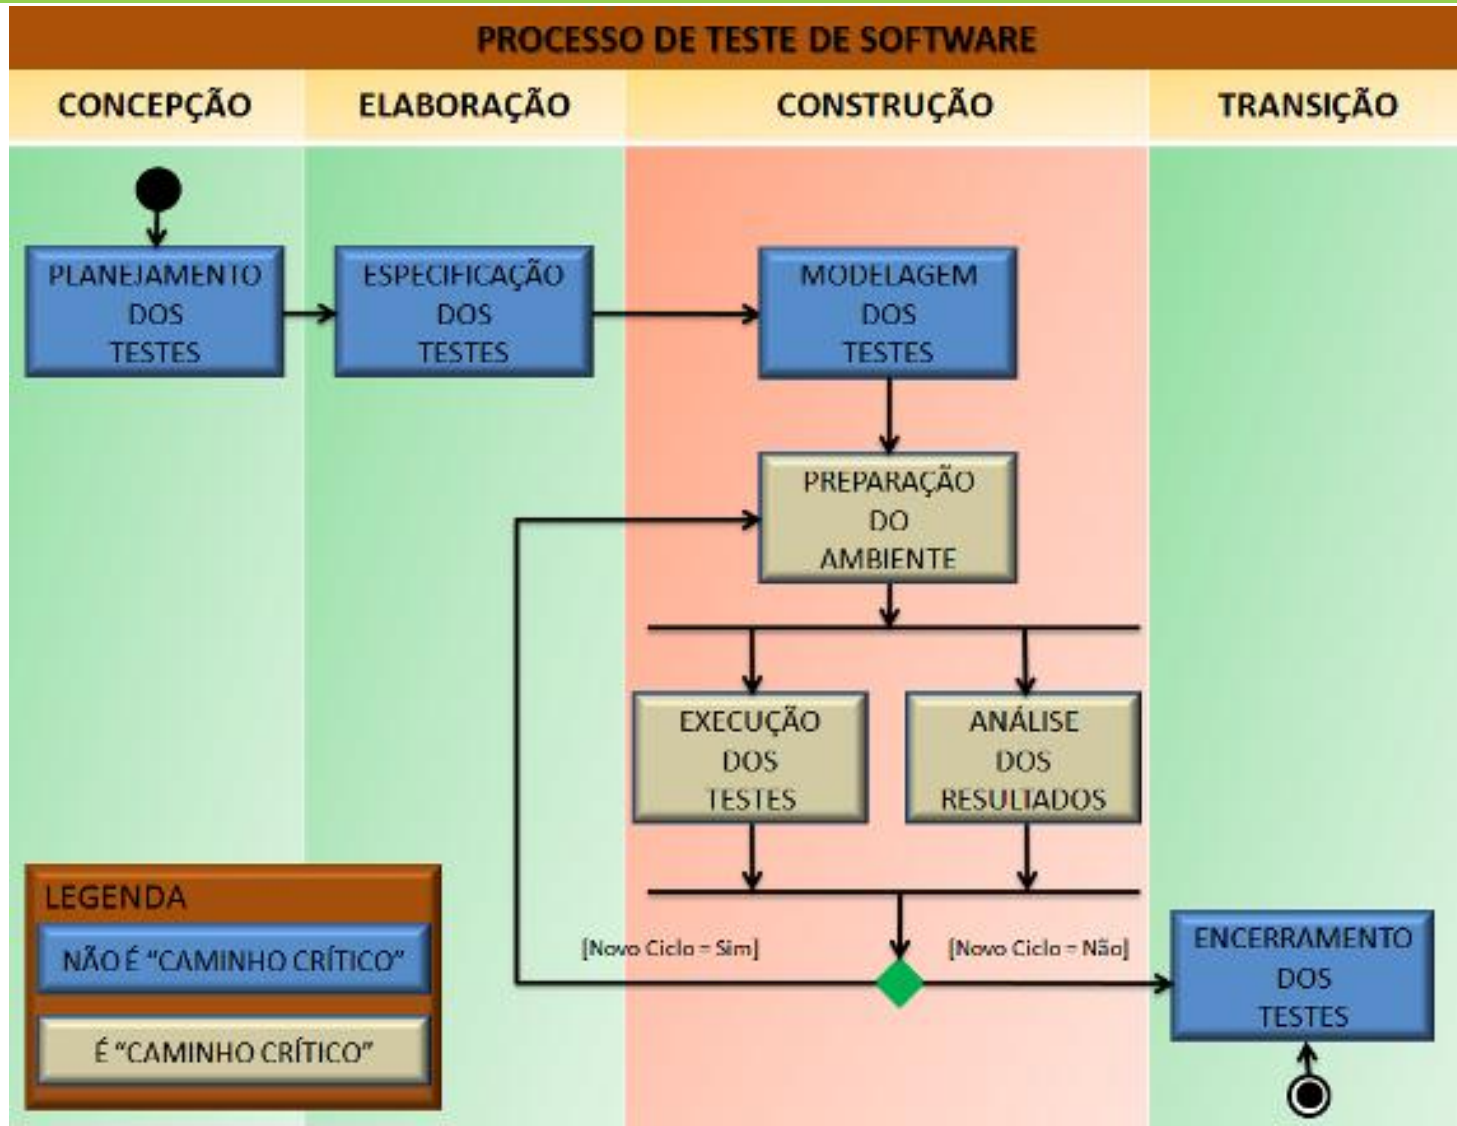 PROCESSO DE TESTE DE SOFTWARE
CONCEPÇÃO
ELABORAÇÃO
CONSTRUÇÃO
TRANSIÇÃO
PLANEJAMENTO
DOS
TESTES
ESPECIFICAÇÃO
DOS
TESTES
MODELAGEM
DOS
TESTES
PREPARAÇÃO
DO
AMBIENTE
EXECUÇÃO
DOS
TESTES
ANÁLISE
DOS
RESULTADOS
[Novo Ciclo = Sim]
[Novo Ciclo = Não]
ENCERRAMENTO
DOS
TESTES
LEGENDA
NÃO É “CAMINHO CRÍTICO”
É “CAMINHO CRÍTICO”